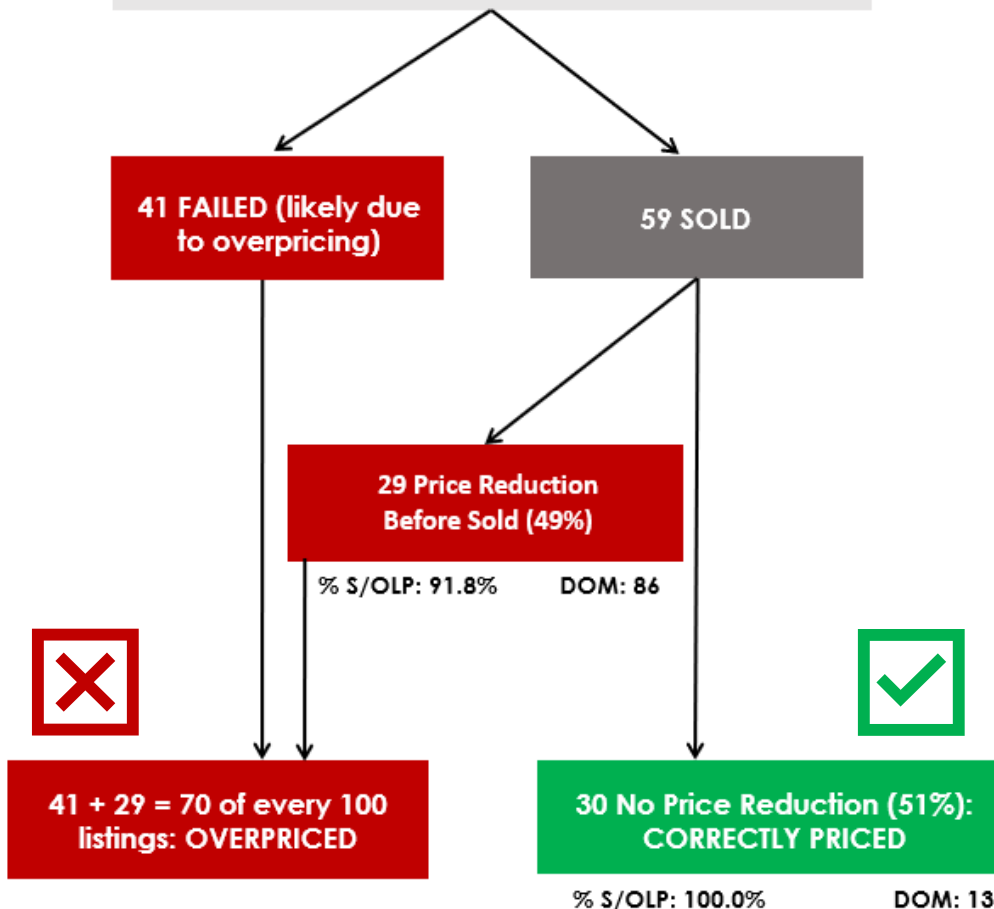 41 FAILED (likely due
to overpricing)
59 SOLD
29 Price Reduction
Before Sold (49%)
% S/OLP: 91.8% DOM: 86
41 + 29 = 70 of every 100
listings: OVERPRICED
30 No Price Reduction (51%):
CORRECTLY PRICED
% S/OLP: 100.0% DOM: 13